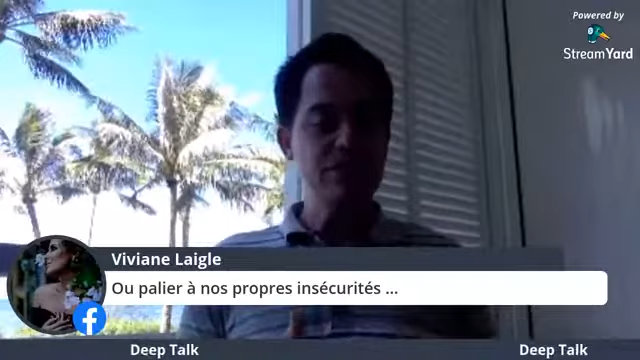 Powered by
StreamYard
Viviane Laigle
Ou palier à nos propres insécurités ...
Deep Talk
Deep Talk